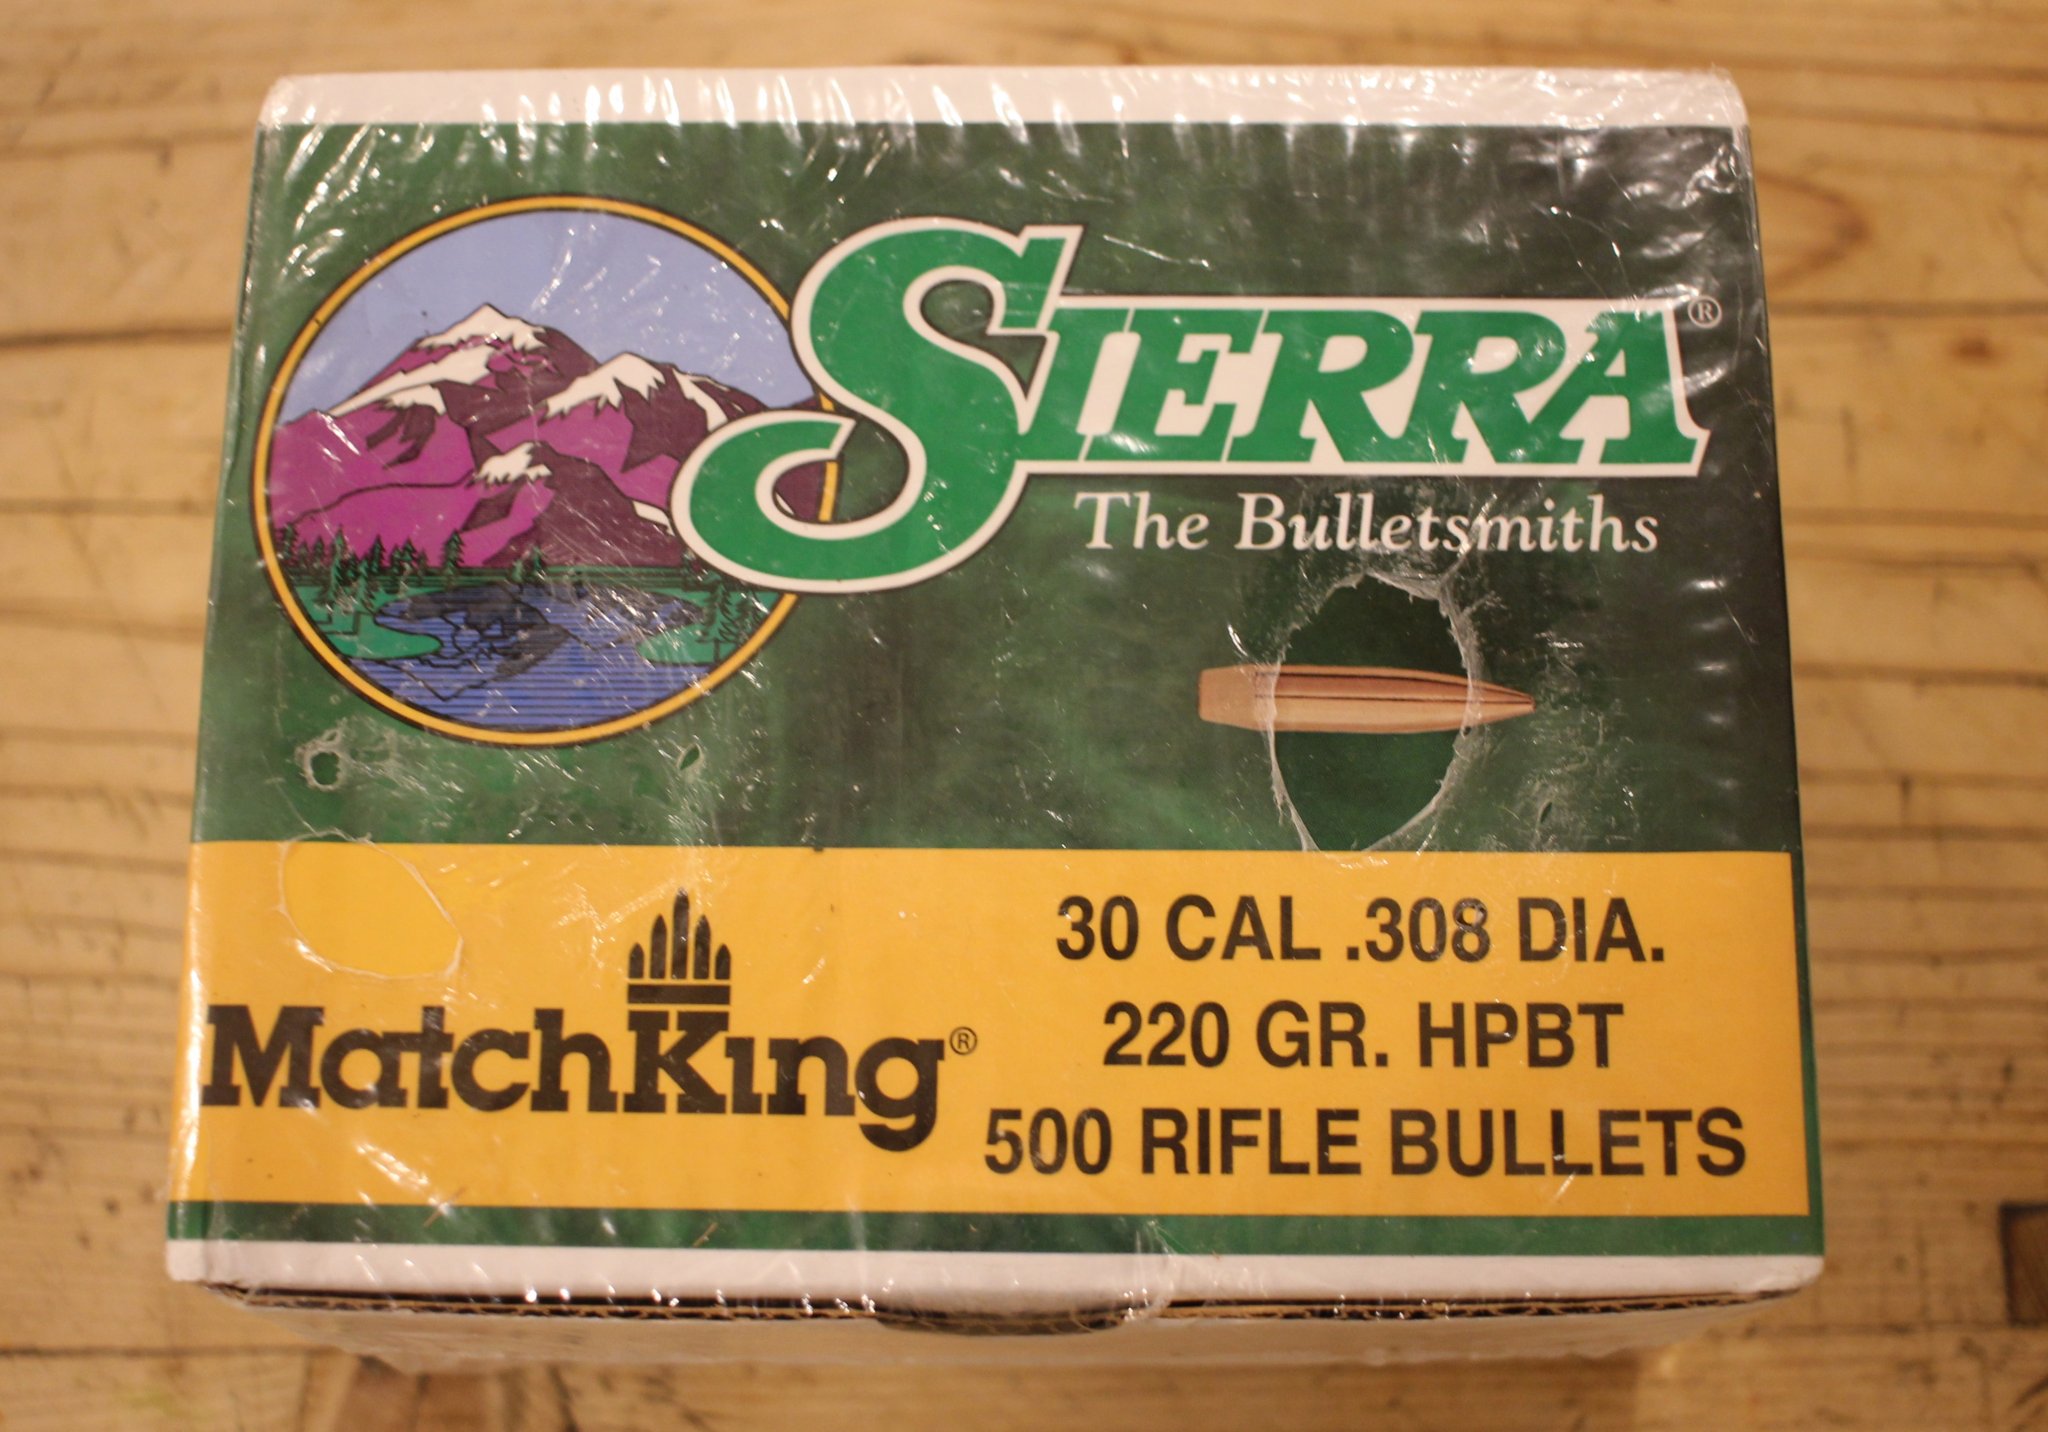 SIERRA®
The Bulletsmiths
MatchKing®
30 CAL .308 DIA.
220 GR. HPBT
500 RIFLE BULLETS